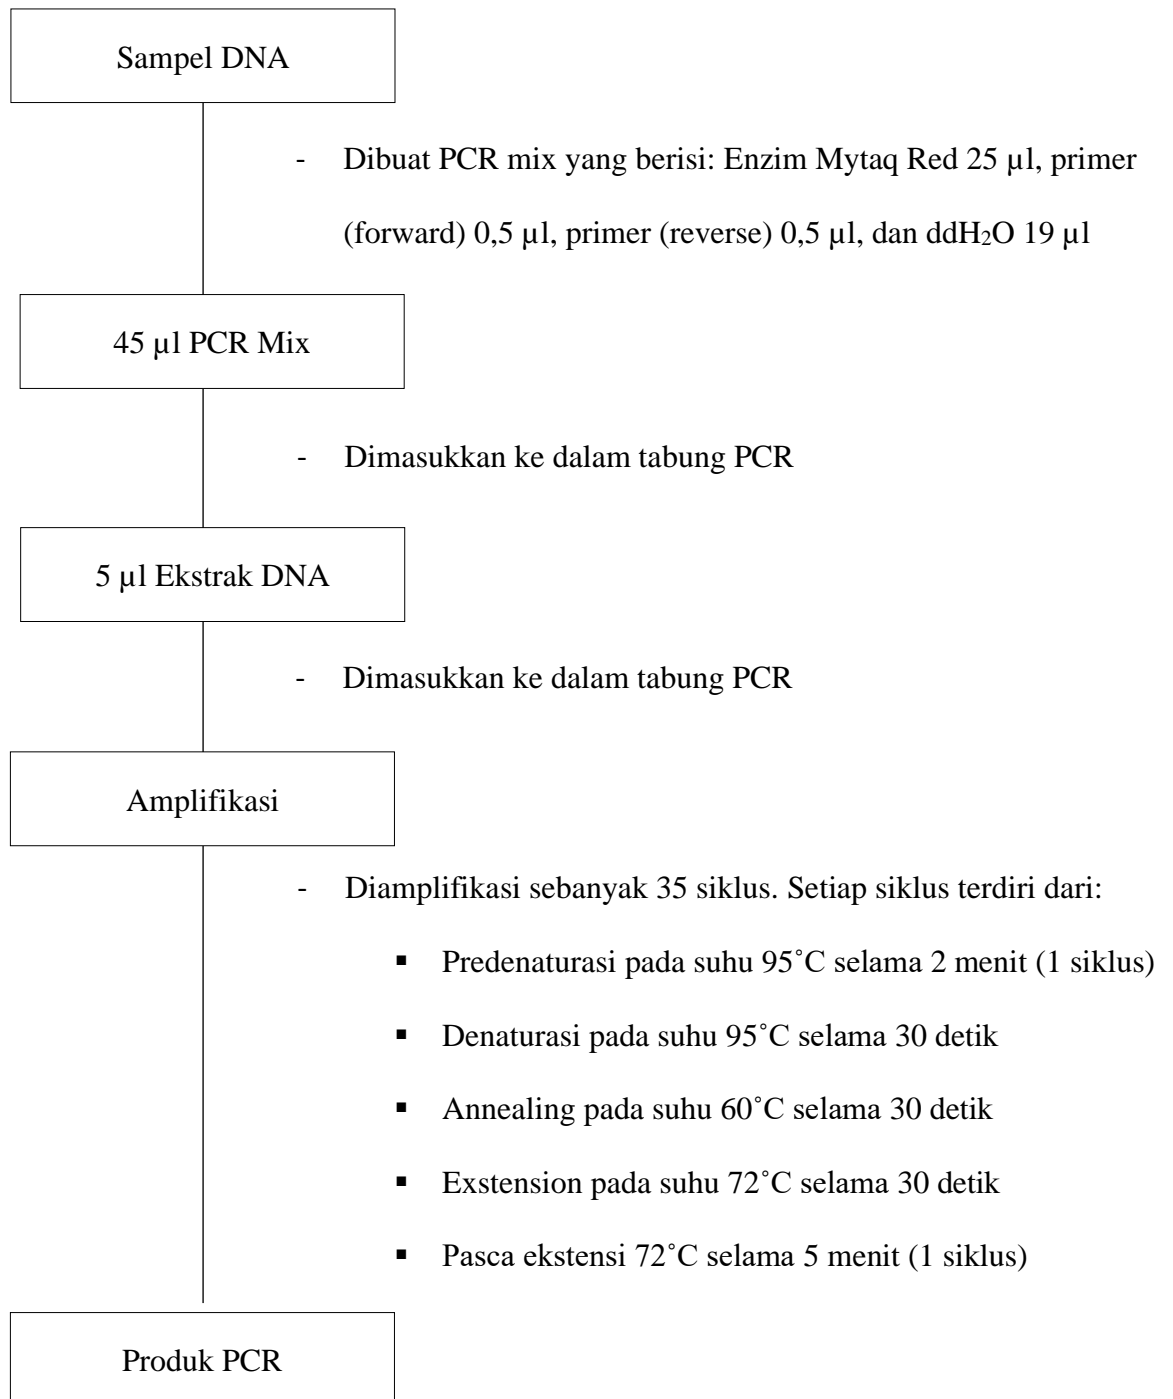 Sampel DNA
- Dibuat PCR mix yang berisi: Enzim Mytaq Red 25 µl, primer
(forward) 0,5 µl, primer (reverse) 0,5 µl, dan ddH₂O 19 µl
45 µl PCR Mix
- Dimasukkan ke dalam tabung PCR
5 µl Ekstrak DNA
- Dimasukkan ke dalam tabung PCR
Amplifikasi
- Diamplifikasi sebanyak 35 siklus. Setiap siklus terdiri dari:
▪ Predenaturasi pada suhu 95˚C selama 2 menit (1 siklus)
▪ Denaturasi pada suhu 95˚C selama 30 detik
▪ Annealing pada suhu 60˚C selama 30 detik
▪ Exstension pada suhu 72˚C selama 30 detik
▪ Pasca ekstensi 72˚C selama 5 menit (1 siklus)
Produk PCR